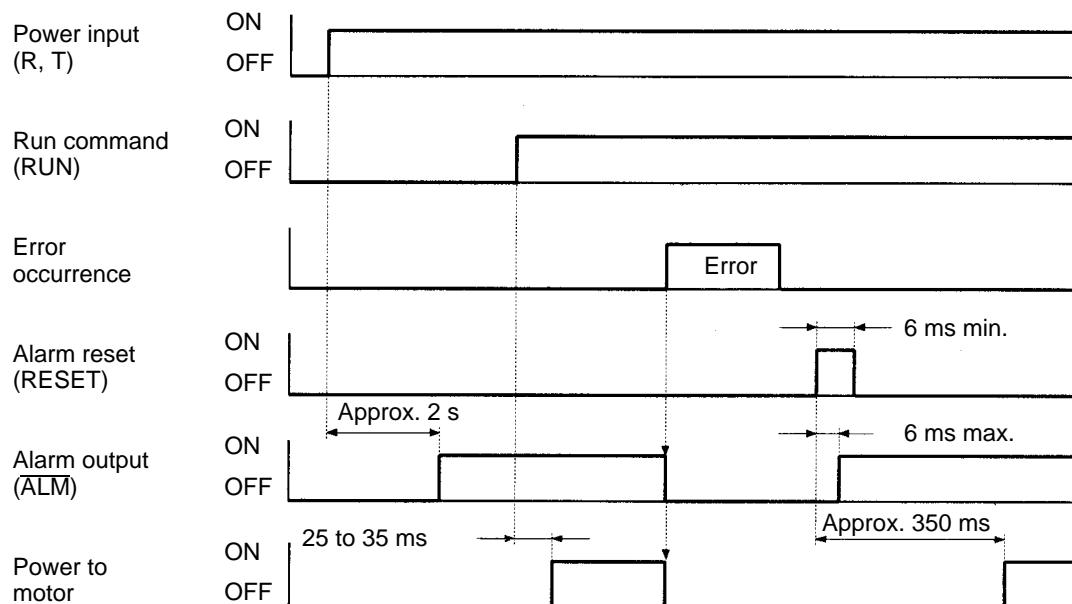 Power input
(R, T)
ON
OFF
Run command
(RUN)
ON
OFF
Error
occurrence
Error
Alarm reset
(RESET)
ON
OFF
6 ms min.
Approx. 2 s
Alarm output
(ALM)
ON
OFF
6 ms max.
Approx. 350 ms
25 to 35 ms
Power to
motor
ON
OFF